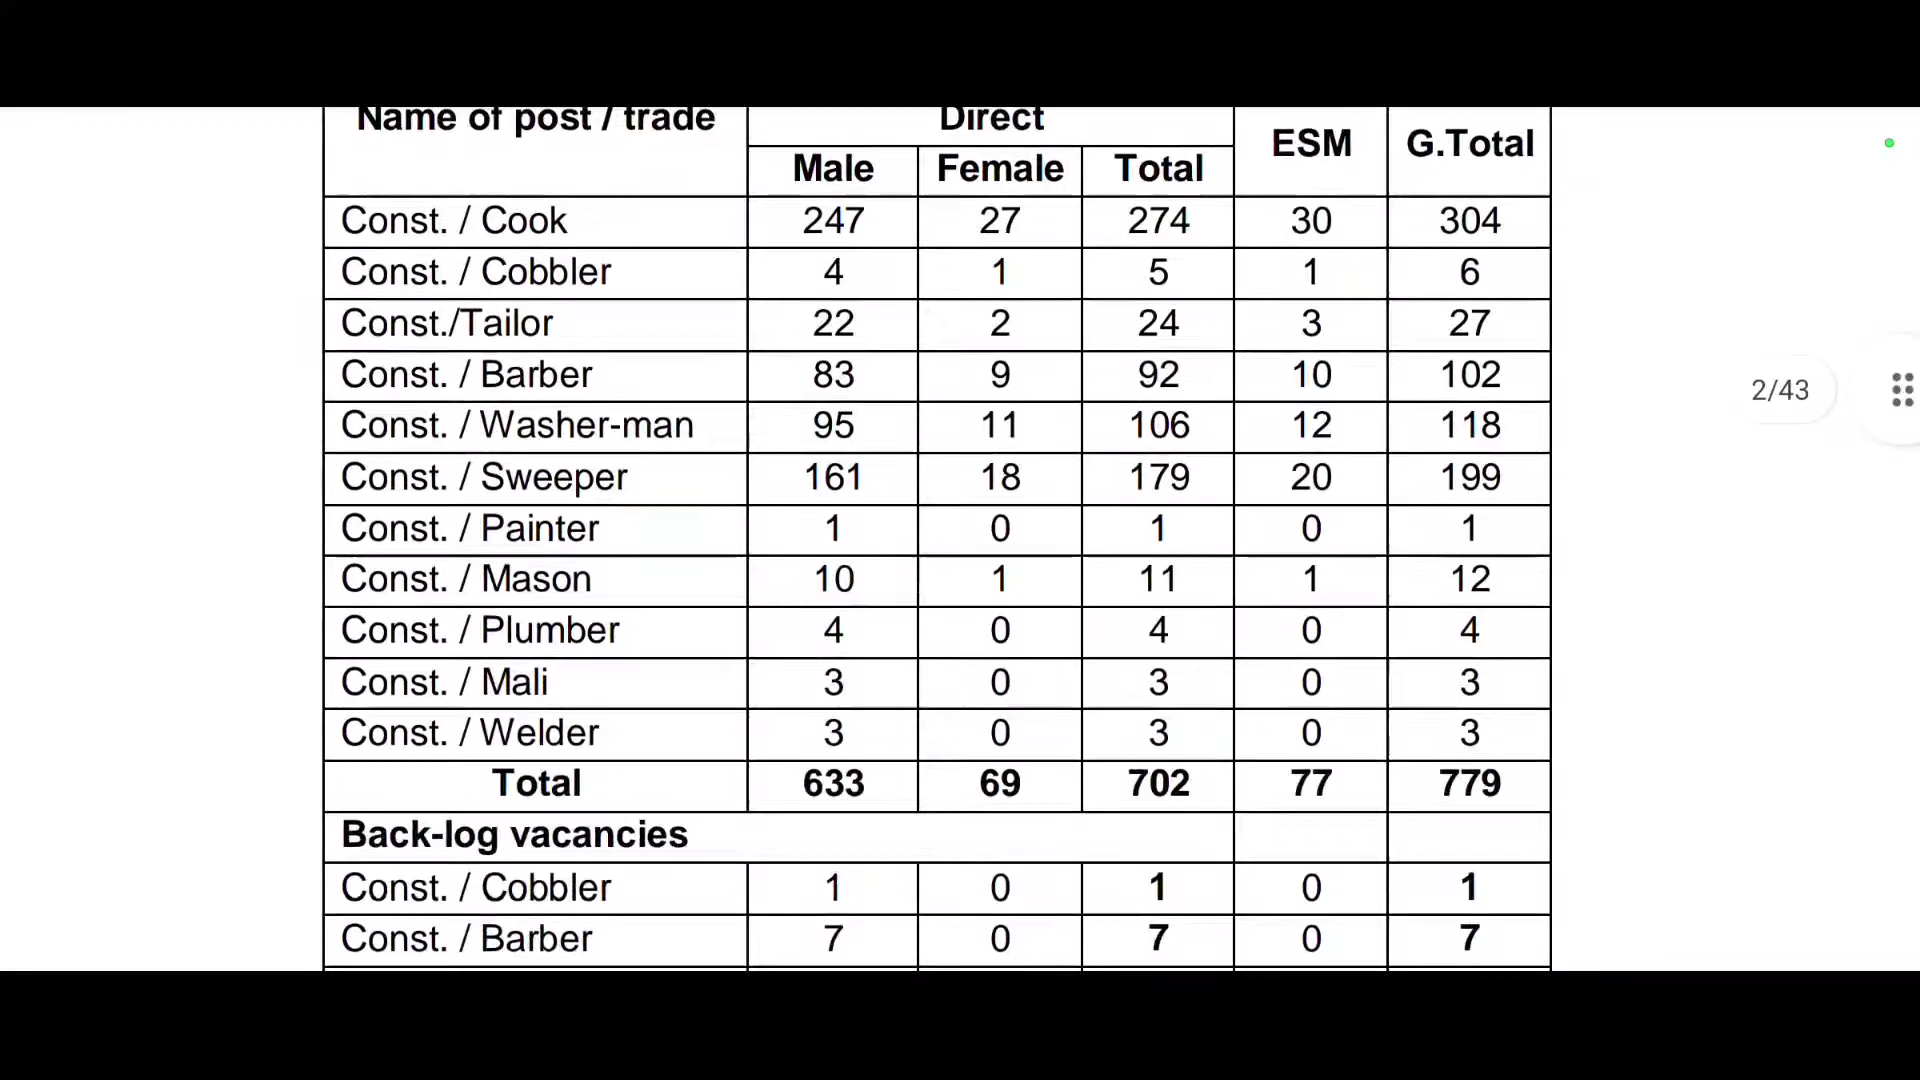 Name of post / trade Direct ESM G.Total
Male Female Total
Const. / Cook 247 27 274 30 304
Const. / Cobbler 4 1 5 1 6
Const./Tailor 22 2 24 3 27
Const. / Barber 83 9 92 10 102
Const. / Washer-man 95 11 106 12 118
Const. / Sweeper 161 18 179 20 199
Const. / Painter 1 0 1 0 1
Const. / Mason 10 1 11 1 12
Const. / Plumber 4 0 4 0 4
Const. / Mali 3 0 3 0 3
Const. / Welder 3 0 3 0 3
Total 633 69 702 77 779
Back-log vacancies
Const. / Cobbler 1 0 1 0 1
Const. / Barber 7 0 7 0 7
2/43